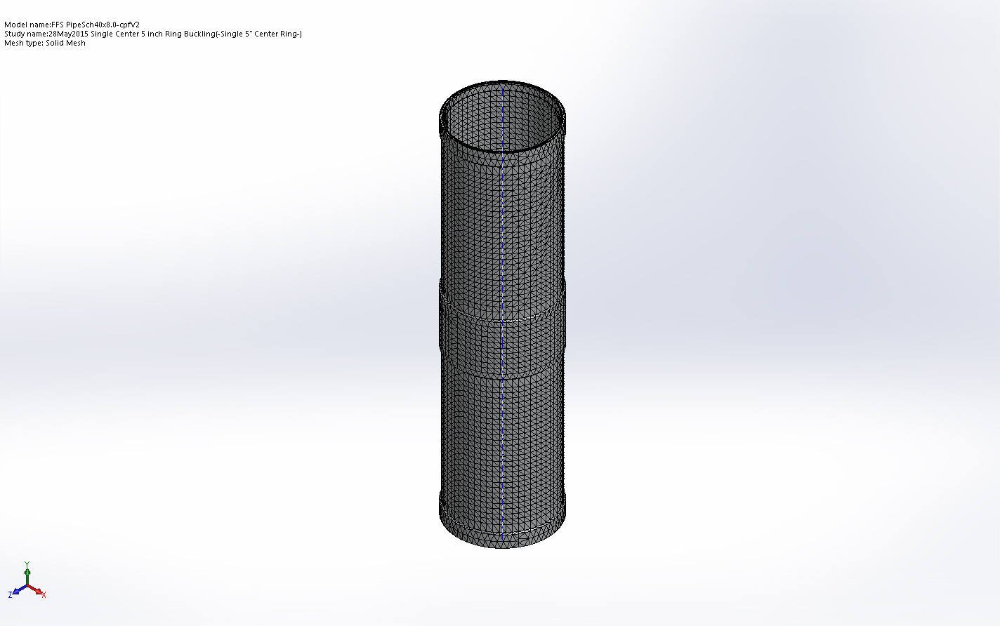 Model name:FFS PipeSch40x8.0-cpfV2
Study name:28May2015 Single Center 5 inch Ring Buckling(-Single 5" Center Ring-)
Mesh type: Solid Mesh
Y
Z
X